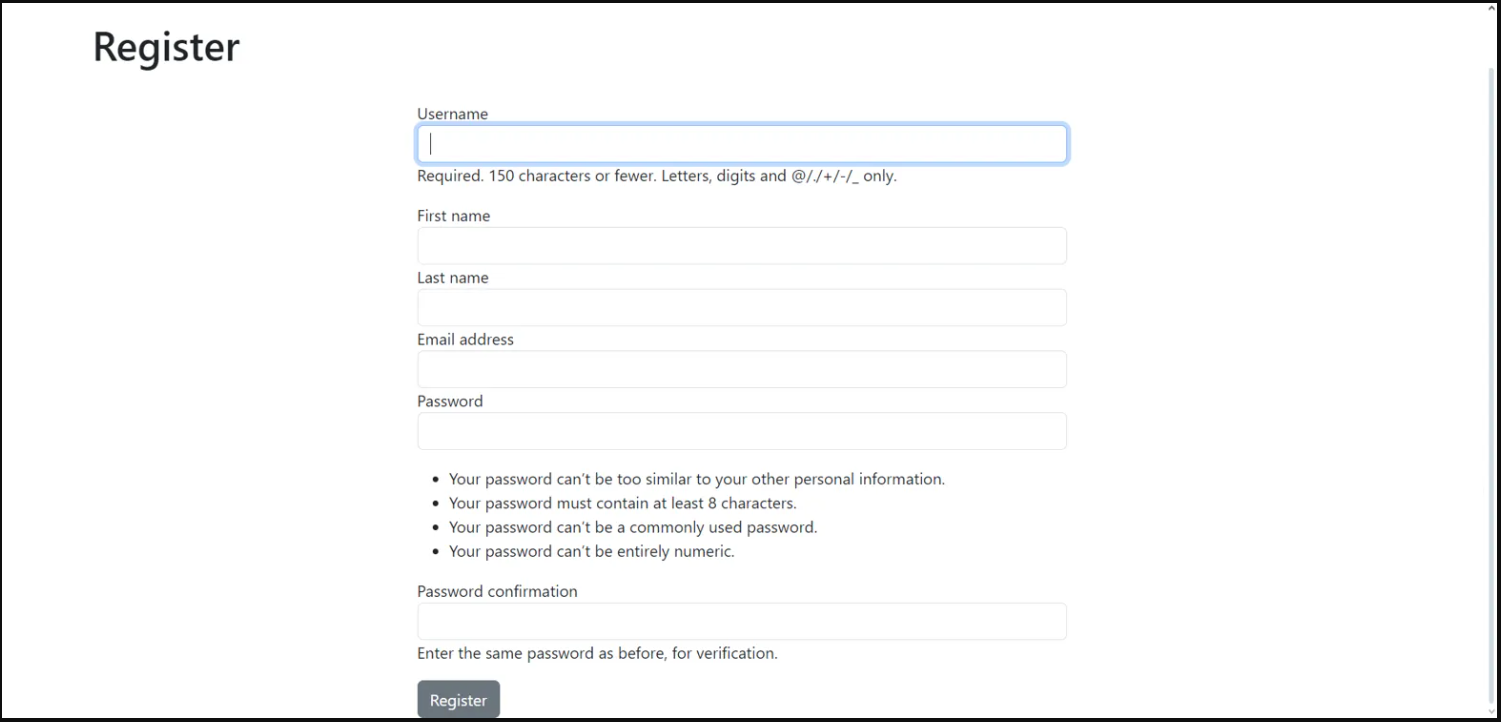 Register
Username
Required. 150 characters or fewer. Letters, digits and @/./+/-/_ only.
First name
Last name
Email address
Password
Your password can't be too similar to your other personal information.
Your password must contain at least 8 characters.
Your password can't be a commonly used password.
Your password can't be entirely numeric.
Password confirmation
Enter the same password as before, for verification.
Register